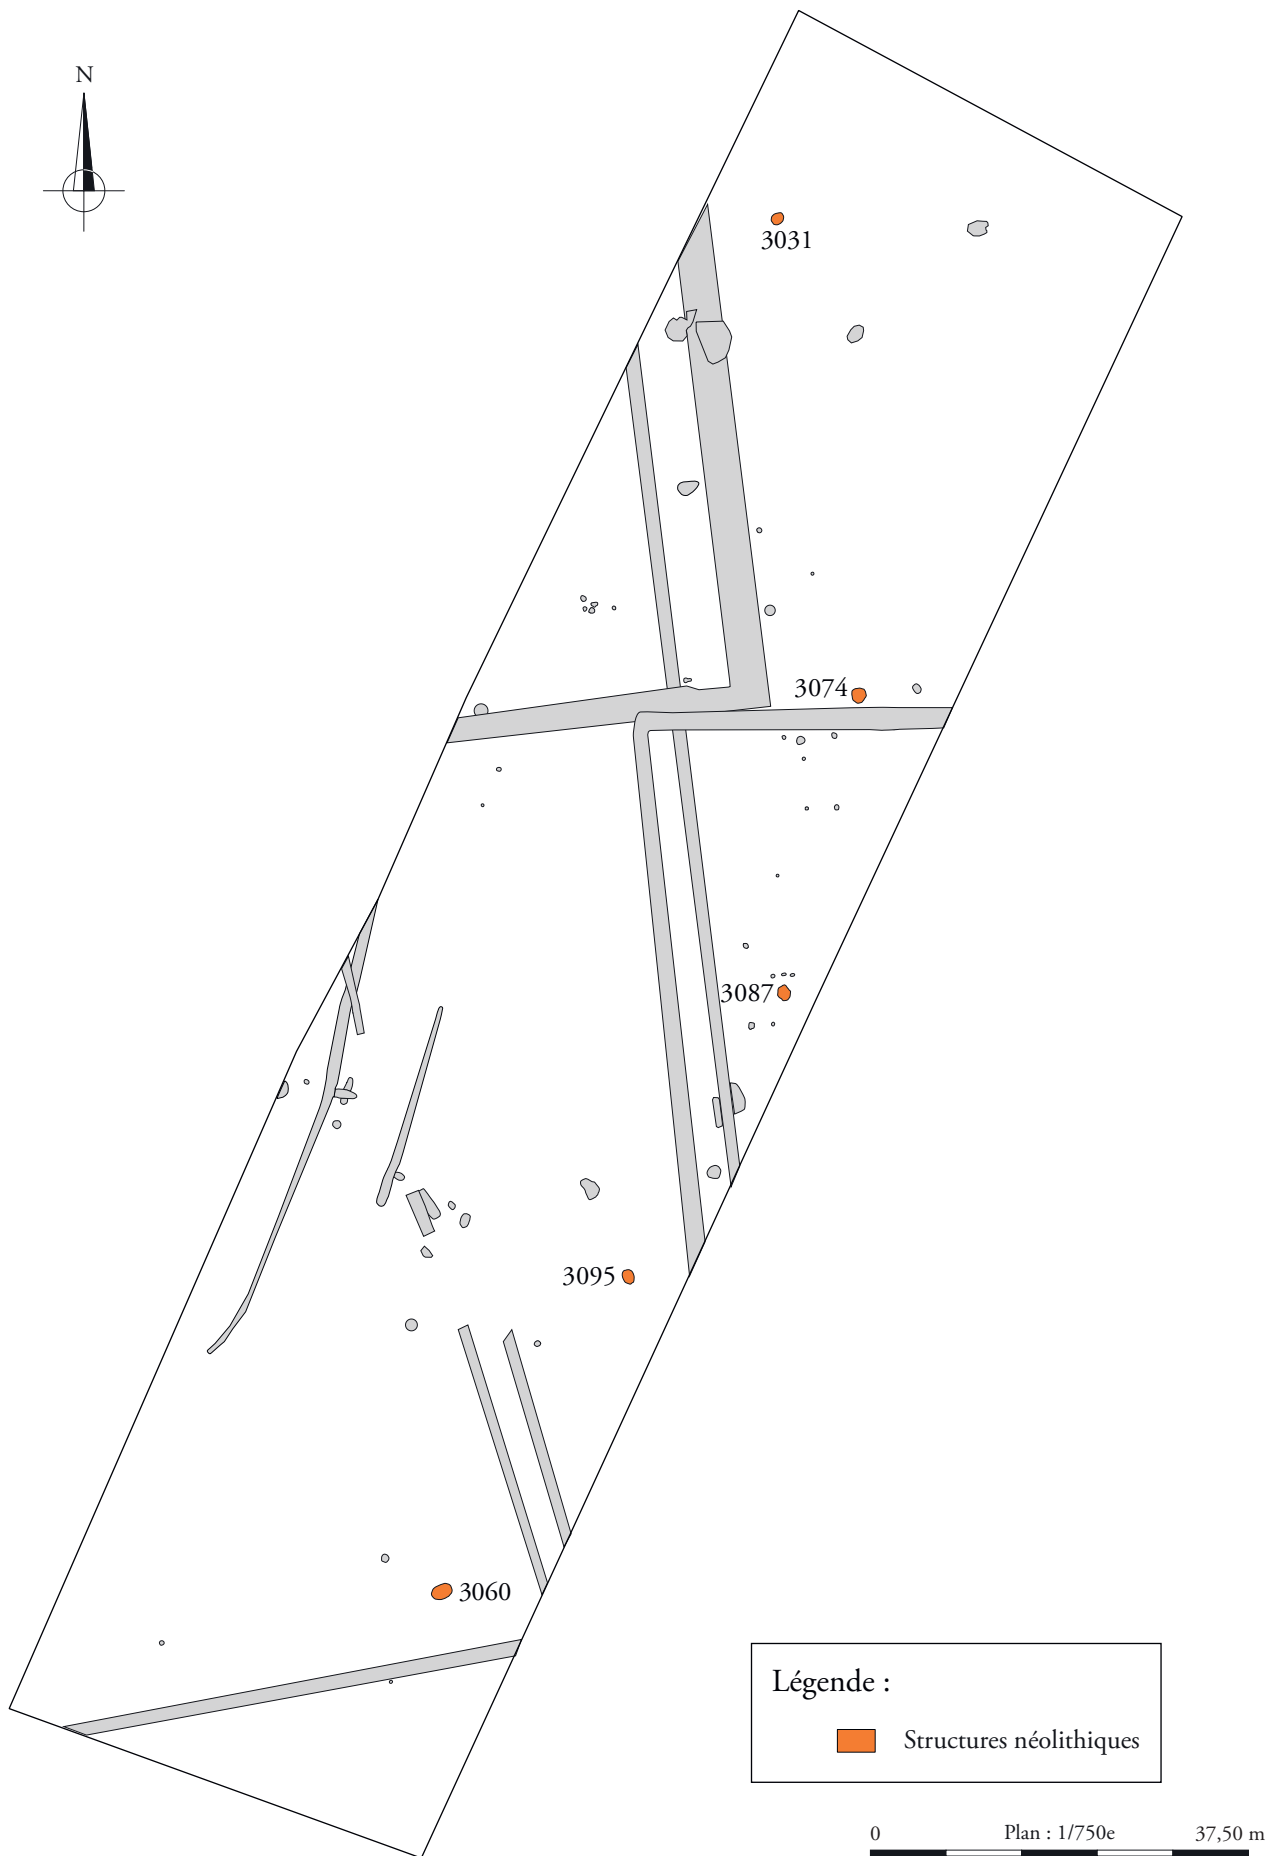 N
3031
3074
3087
3095
3060
Légende :
Structures néolithiques
0 Plan : 1/750e 37,50 m